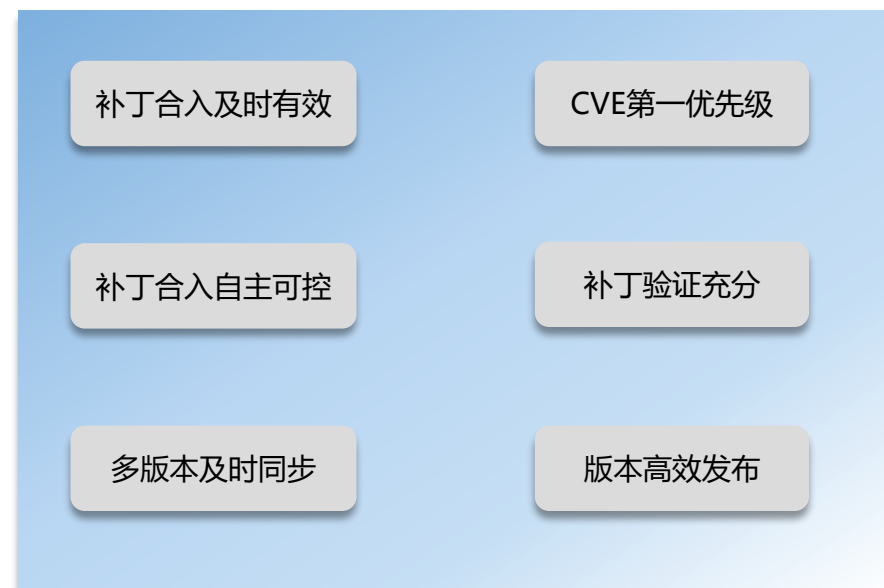 补丁合入及时有效
CVE第一优先级
补丁合入自主可控
补丁验证充分
多版本及时同步
版本高效发布